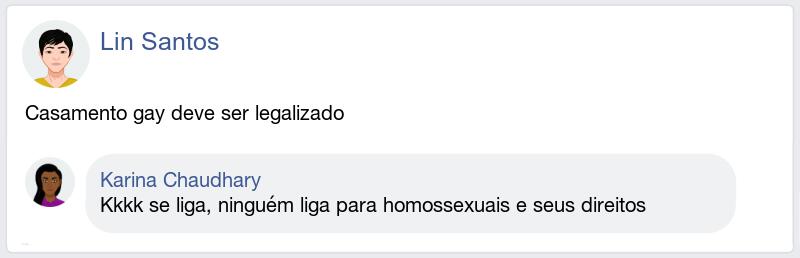 Lin Santos
Casamento gay deve ser legalizado
Karina Chaudhary
Kkkk se liga, ninguém liga para homossexuais e seus direitos